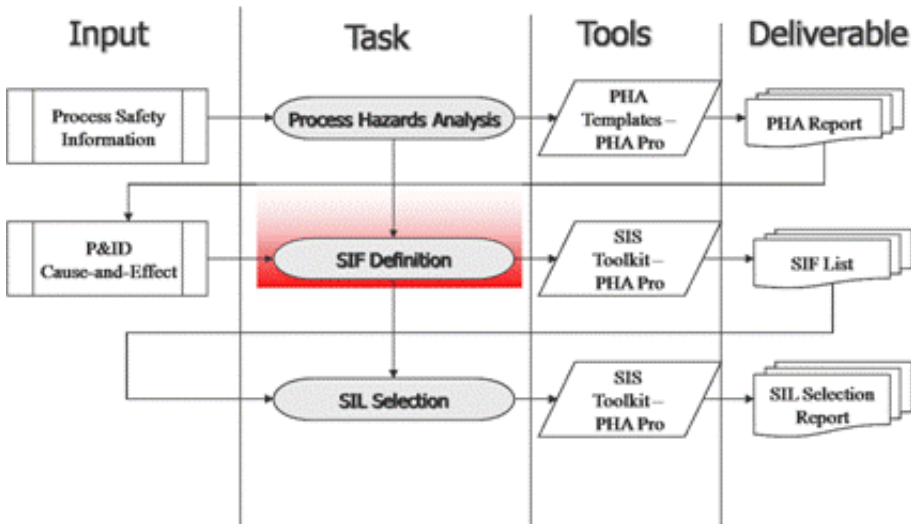 Input
Task
Tools
Deliverable
Process Safety
Information
Process Hazards Analysis
PHA
Templates–
PHA Pro
PHA Report
P&ID
Cause-and-Effect
SIF Definition
SIS
Toolkit–
PHA Pro
SIF List
SIL Selection
SIS
Toolkit–
PHA Pro
SIL Selection
Report